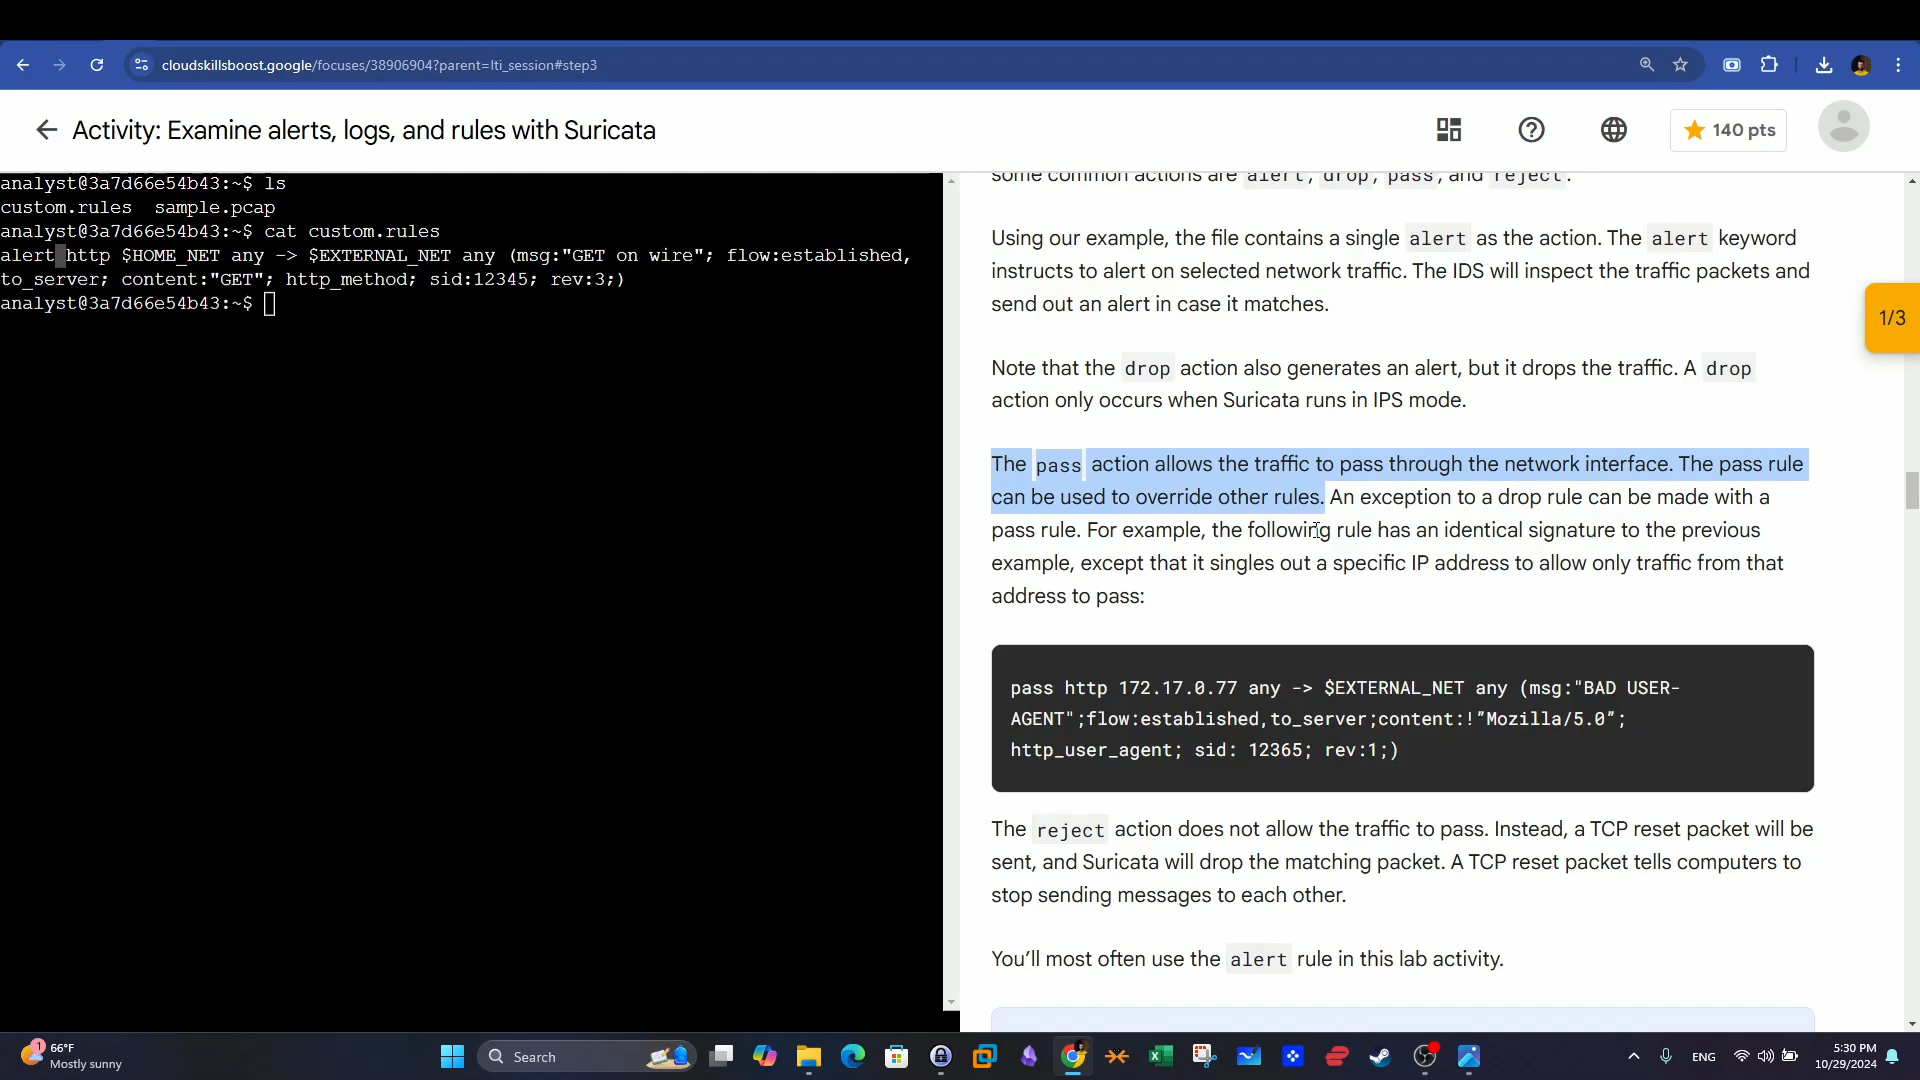 cloudskillsboost.google/focuses/38906904?parent=lti_session#step3
Activity: Examine alerts, logs, and rules with Suricata
140 pts
analyst@3a7d66e54b43:~$ ls
custom.rules  sample.pcap
analyst@3a7d66e54b43:~$ cat custom.rules
alert http $HOME_NET any -> $EXTERNAL_NET any (msg:"GET on wire"; flow:established,
to_server; content:"GET"; http_method; sid:12345; rev:3;)
analyst@3a7d66e54b43:~$
some common actions are alert, drop, pass, and reject.
Using our example, the file contains a single alert as the action. The alert keyword
instructs to alert on selected network traffic. The IDS will inspect the traffic packets and
send out an alert in case it matches.
1/3
Note that the drop action also generates an alert, but it drops the traffic. A drop
action only occurs when Suricata runs in IPS mode.
The pass action allows the traffic to pass through the network interface. The pass rule
can be used to override other rules. An exception to a drop rule can be made with a
pass rule. For example, the following rule has an identical signature to the previous
example, except that it singles out a specific IP address to allow only traffic from that
address to pass:
pass http 172.17.0.77 any -> $EXTERNAL_NET any (msg:"BAD USER-
AGENT";flow:established,to_server;content:!”Mozilla/5.0”;
http_user_agent; sid: 12365; rev:1;)
The reject action does not allow the traffic to pass. Instead, a TCP reset packet will be
sent, and Suricata will drop the matching packet. A TCP reset packet tells computers to
stop sending messages to each other.
You’ll most often use the alert rule in this lab activity.
1
66°F
Mostly sunny
Search
ENG
5:30 PM
10/29/2024